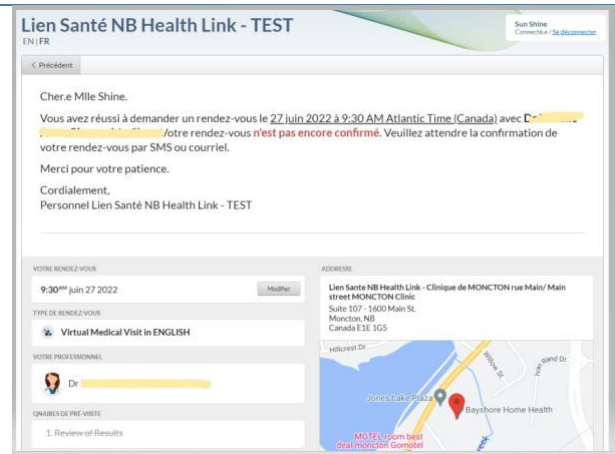 Lien Santé NB Health Link - TEST
EN | FR
Sun Shine
Connecté.e / Se déconnecter
< Précédent
Cher.e Mlle Shine.
Vous avez réussi à demander un rendez-vous le 27 juin 2022 à 9:30 AM Atlantic Time (Canada) avec
otre rendez-vous n'est pas encore confirmé. Veuillez attendre la confirmation de
votre rendez-vous par SMS ou courriel.
Merci pour votre patience.
Cordialement,
Personnel Lien Santé NB Health Link - TEST
VOTRE RENDEZ-VOUS
9:30AM juin 27 2022
Modifier
TYPE DE RENDEZ-VOUS
Virtual Medical Visit in ENGLISH
VOTRE PROFESSIONNEL
Dr
QNAIRES DE PRÉ-VISITE
1. Review of Results
ADDRESSE
Lien Sante NB Health Link - Clinique de MONCTON rue Main/ Main
street MONCTON Clinic
Suite 107 - 1600 Main St.
Moncton, NB
Canada E1E 1G5
Hillcrest Dr
Willow St
Rand Dr
Jones Lake Plaza
Bayshore Home Health
MOTEL room best
deal moncton Gomotel